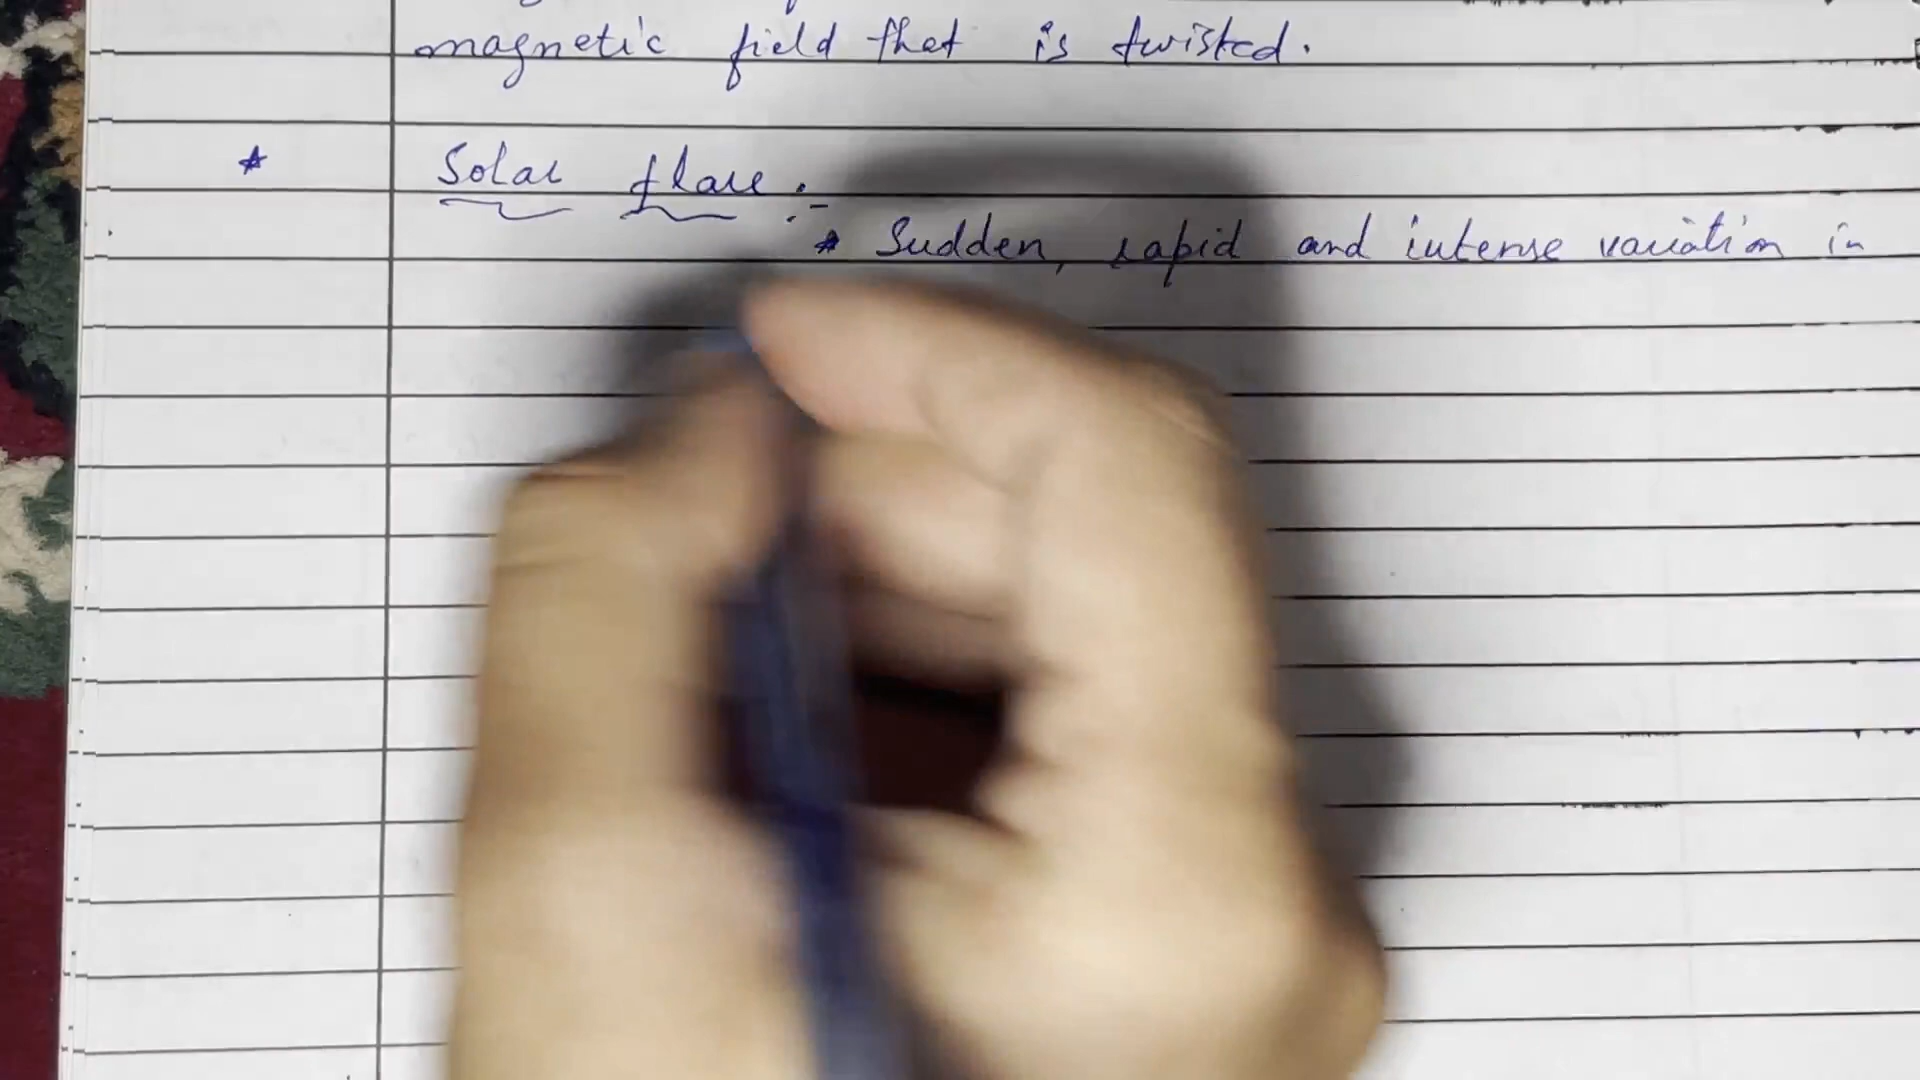 magnetic field that is twisted.
* Solar flare :-
* Sudden, rapid and intense variation in